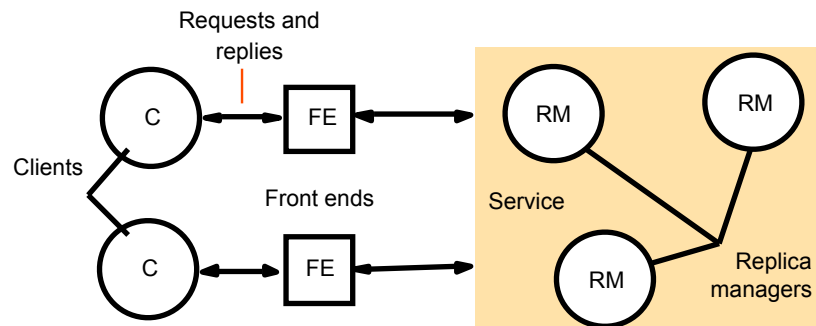 Requests and
replies
C
FE
RM
RM
Clients
Front ends
Service
C
FE
RM
Replica
managers